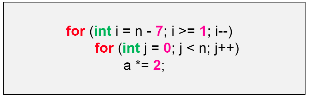 for (int i = n - 7; i >= 1; i--)
for (int j = 0; j < n; j++)
a *= 2;